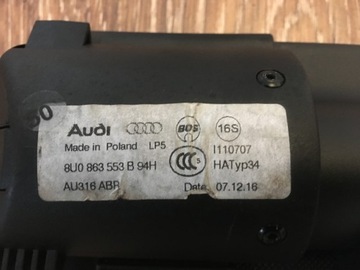 Audi BOS 16S
Made in Poland LP5 I110707
8U0 863 553 B 94H CCC S HATyp34
AU316 ABR Date 07.12.16